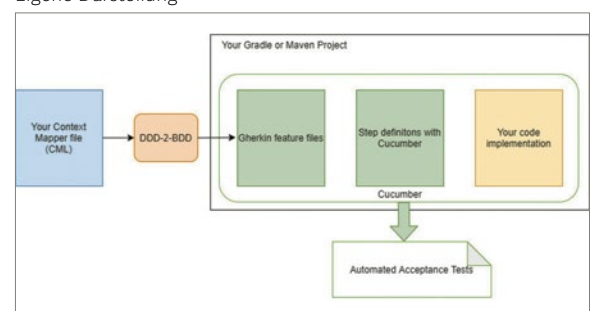 Eigene Darstellung
Your Gradle or Maven Project
Your Context
Mapper file
(CML)
DDD-2-BDD
Gherkin feature files
Step definitons with
Cucumber
Your code
implementation
Cucumber
Automated Acceptance Tests